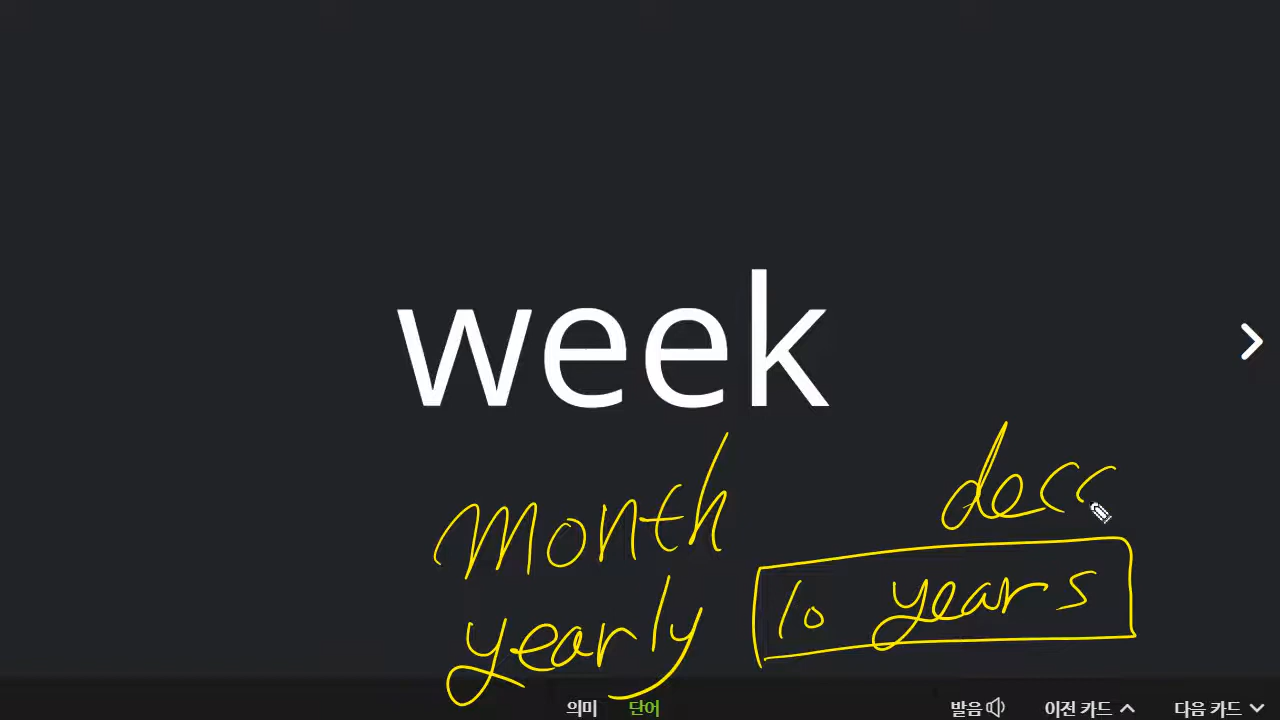 week
month
yearly
10 years
의미 단어 발음 이전 카드 다음 카드